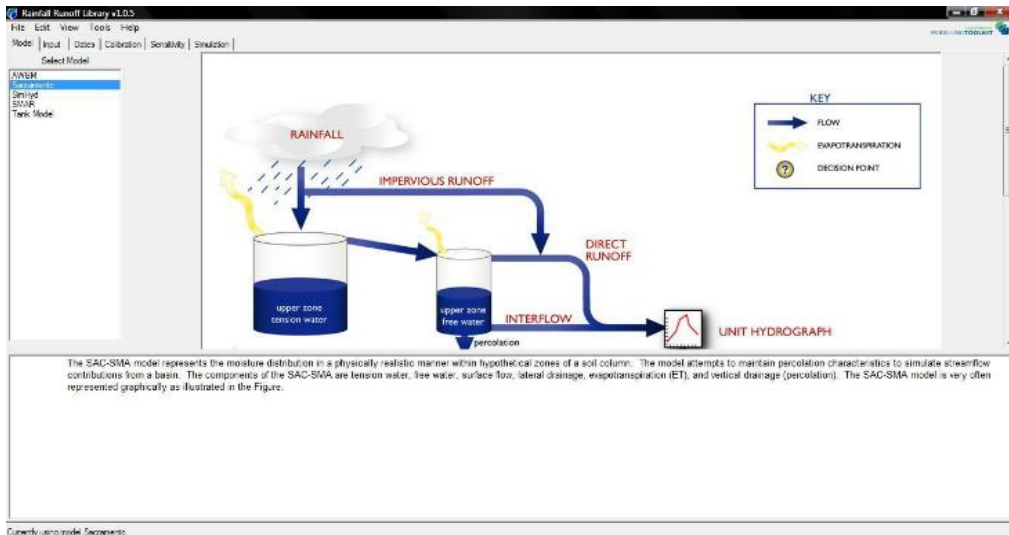 Rainfall Runoff Library v1.0.5
File Edit View Tools Help
Model Input Dates Calibration Sensitivity Simulation
TOOLKIT
Select Model
AWBM
Sacramento
SimHyd
SMAR
Tank Model
RAINFALL
IMPERVIOUS RUNOFF
DIRECT
RUNOFF
upper zone
tension water
upper zone
free water
INTERFLOW
percolation
UNIT HYDROGRAPH
KEY
FLOW
EVAPOTRANSPIRATION
?
DECISION POINT
The SAC-SMA model represents the moisture distribution in a physically realistic manner within hypothetical zones of a soil column. The model attempts to maintain percolation characteristics to simulate streamflow
contributions from a basin. The components of the SAC-SMA are tension water, free water, surface flow, lateral drainage, evapotranspiration (ET), and vertical drainage (percolation). The SAC-SMA model is very often
represented graphically as illustrated in the Figure.
Currently using model Sacramento